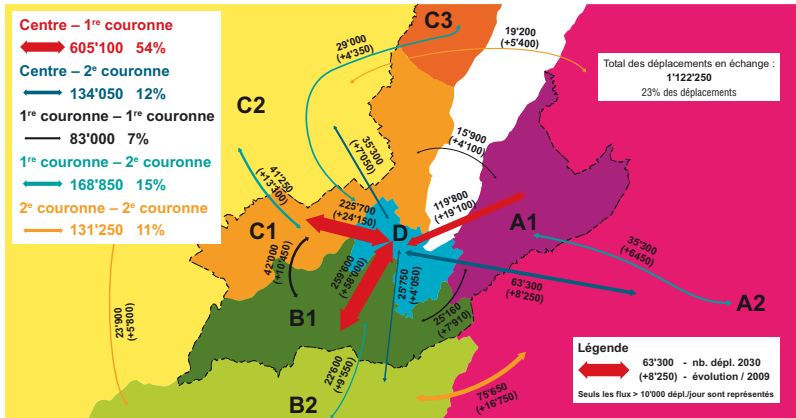 Centre – 1re couronne
605'100 54%
Centre – 2e couronne
134'050 12%
1re couronne – 1re couronne
83'000 7%
1re couronne – 2e couronne
168'850 15%
2e couronne – 2e couronne
131'250 11%
C3
29'000
(+4'350)
19'200
(+5'400)
Total des déplacements en échange :
1'122'250
23% des déplacements
C2
35'300
(+7'050)
15'900
(+4'100)
41'250
(+13'300)
225'700
(+24'150)
119'800
(+19'100)
A1
C1
D
42'000
(+10'450)
259'600
(+58'000)
25'750
(+4'050)
35'300
(+6450)
63'300
(+8'250)
A2
23'900
(+5'800)
B1
25'160
(+7'910)
22'600
(+9'550)
B2
75'650
(+16'750)
Légende
63'300 - nb. dépl. 2030
(+8'250) - évolution / 2009
Seuls les flux > 10'000 dépl./jour sont représentés